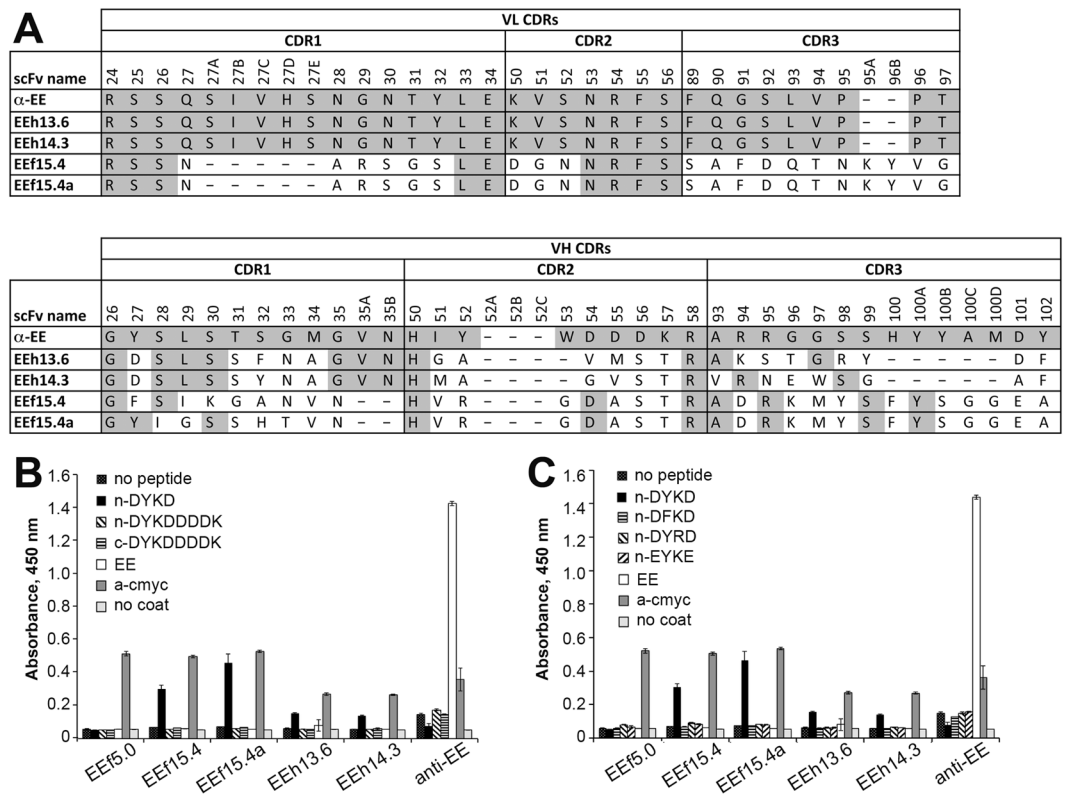 A
VL CDRs
CDR1 CDR2 CDR3
scFv name 24 25 26 27 27A 27B 27C 27D 27E 28 29 30 31 32 33 34 50 51 52 53 54 55 56 89 90 91 92 93 94 95 95A 96B 96 97
α-EE R S S Q S I V H S N G N T Y L E K V S N R F S F Q G S L V P – – P T
EEh13.6 R S S Q S I V H S N G N T Y L E K V S N R F S F Q G S L V P – – P T
EEh14.3 R S S Q S I V H S N G N T Y L E K V S N R F S F Q G S L V P – – P T
EEf15.4 R S S N – – – – – A R S G S L E D G N N R F S S A F D Q T N K Y V G
EEf15.4a R S S N – – – – – A R S G S L E D G N N R F S S A F D Q T N K Y V G
VH CDRs
CDR1 CDR2 CDR3
scFv name 26 27 28 29 30 31 32 33 34 35 35A 35B 50 51 52 52A 52B 52C 53 54 55 56 57 58 93 94 95 96 97 98 99 100 100A 100B 100C 100D 101 102
α-EE G Y S L S T S G M G V N H I Y – – – W D D D K R A R R G G S S H Y Y A M D Y
EEh13.6 G D S L S S F N A G V N H G A – – – – V M S T R A K S T G R Y – – – – – D F
EEh14.3 G D S L S S Y N A G V N H M A – – – – G V S T R V R N E W S G – – – – – A F
EEf15.4 G F S I K G A N V N – – H V R – – – G D A S T R A D R K M Y S F Y S G G E A
EEf15.4a G Y I G S S H T V N – – H V R – – – G D A S T R A D R K M Y S F Y S G G E A
B
Absorbance, 450 nm
1.6
1.4
1.2
1.0
0.8
0.6
0.4
0.2
0
no peptide
n-DYKD
n-DYKDDDDK
c-DYKDDDDK
EE
a-cmyc
no coat
EEf5.0 EEf15.4 EEf15.4a EEh13.6 EEh14.3 anti-EE
C
Absorbance, 450 nm
1.6
1.4
1.2
1.0
0.8
0.6
0.4
0.2
0
no peptide
n-DYKD
n-DFKD
n-DYRD
n-EYKE
EE
a-cmyc
no coat
EEf5.0 EEf15.4 EEf15.4a EEh13.6 EEh14.3 anti-EE